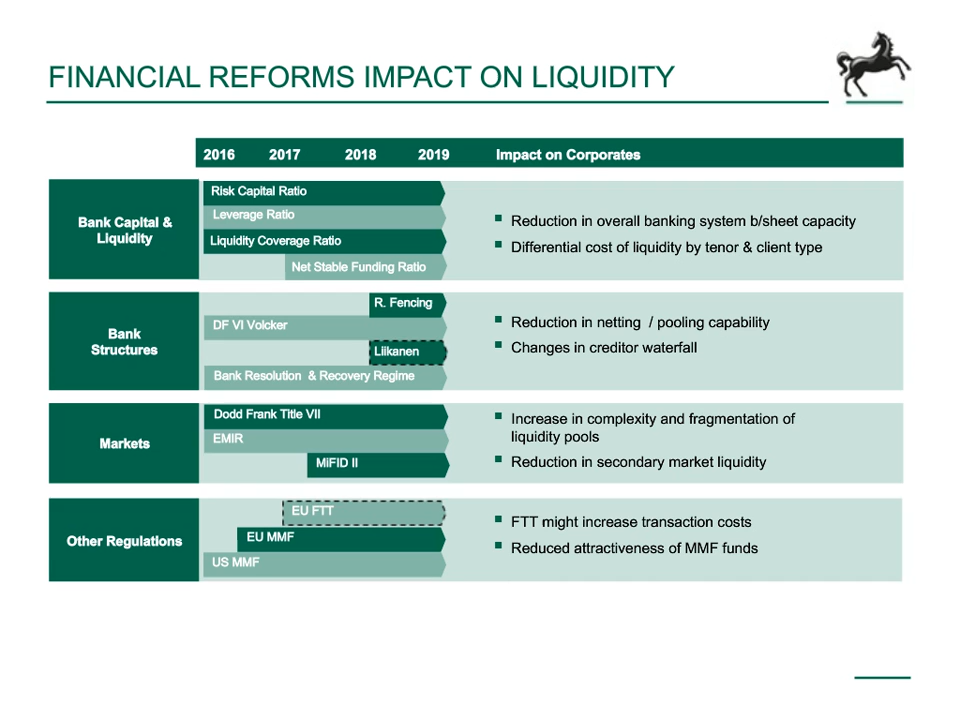 FINANCIAL REFORMS IMPACT ON LIQUIDITY
2016 2017 2018 2019 Impact on Corporates
Bank Capital &
Liquidity
Risk Capital Ratio
Leverage Ratio
Liquidity Coverage Ratio
Net Stable Funding Ratio
▪ Reduction in overall banking system b/sheet capacity
▪ Differential cost of liquidity by tenor & client type
Bank
Structures
R. Fencing
DF VI Volcker
Liikanen
Bank Resolution & Recovery Regime
▪ Reduction in netting / pooling capability
▪ Changes in creditor waterfall
Markets
Dodd Frank Title VII
EMIR
MiFID II
▪ Increase in complexity and fragmentation of
liquidity pools
▪ Reduction in secondary market liquidity
Other Regulations
EU FTT
EU MMF
US MMF
▪ FTT might increase transaction costs
▪ Reduced attractiveness of MMF funds